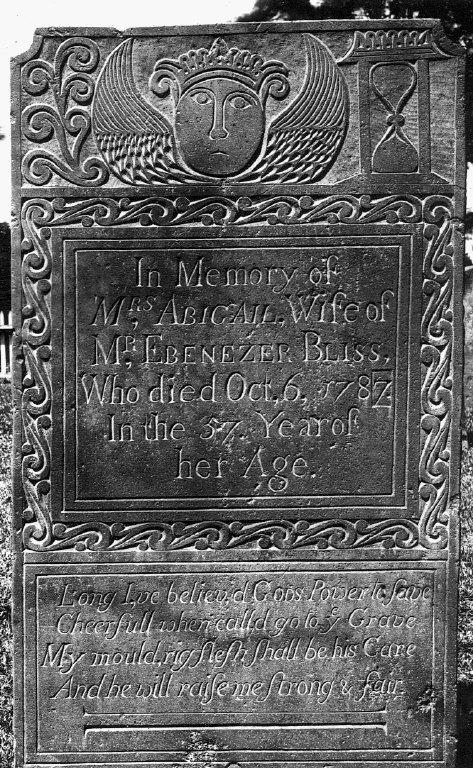 In Memory of
Mrs, ABIGAIL, Wife of
Mr, EBENEZER BLISS,
Who died Oct, 6, 1787,
In the 57, Year of
her Age.
Long I,ve believ,d GODS Power to ſave
Cheerfull when call,d go to ye Grave
My mould,rig fleſh ſhall be, his Care
And he will raiſe me ſtrong & fair.